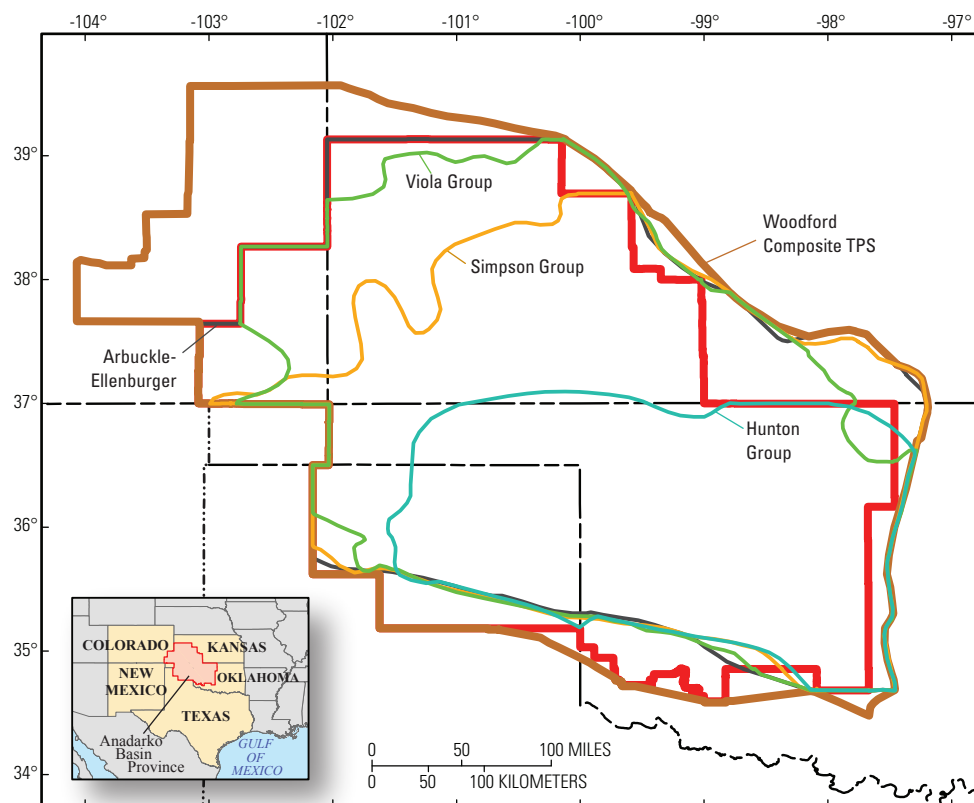 -104° -103° -102° -101° -100° -99° -98° -97°
39°
38°
37°
36°
35°
34°
Viola Group
Simpson Group
Woodford
Composite TPS
Arbuckle-
Ellenburger
Hunton
Group
COLORADO
KANSAS
NEW
MEXICO
OKLAHOMA
TEXAS
Anadarko
Basin
Province
GULF
OF
MEXICO
0 50 100 MILES
0 50 100 KILOMETERS